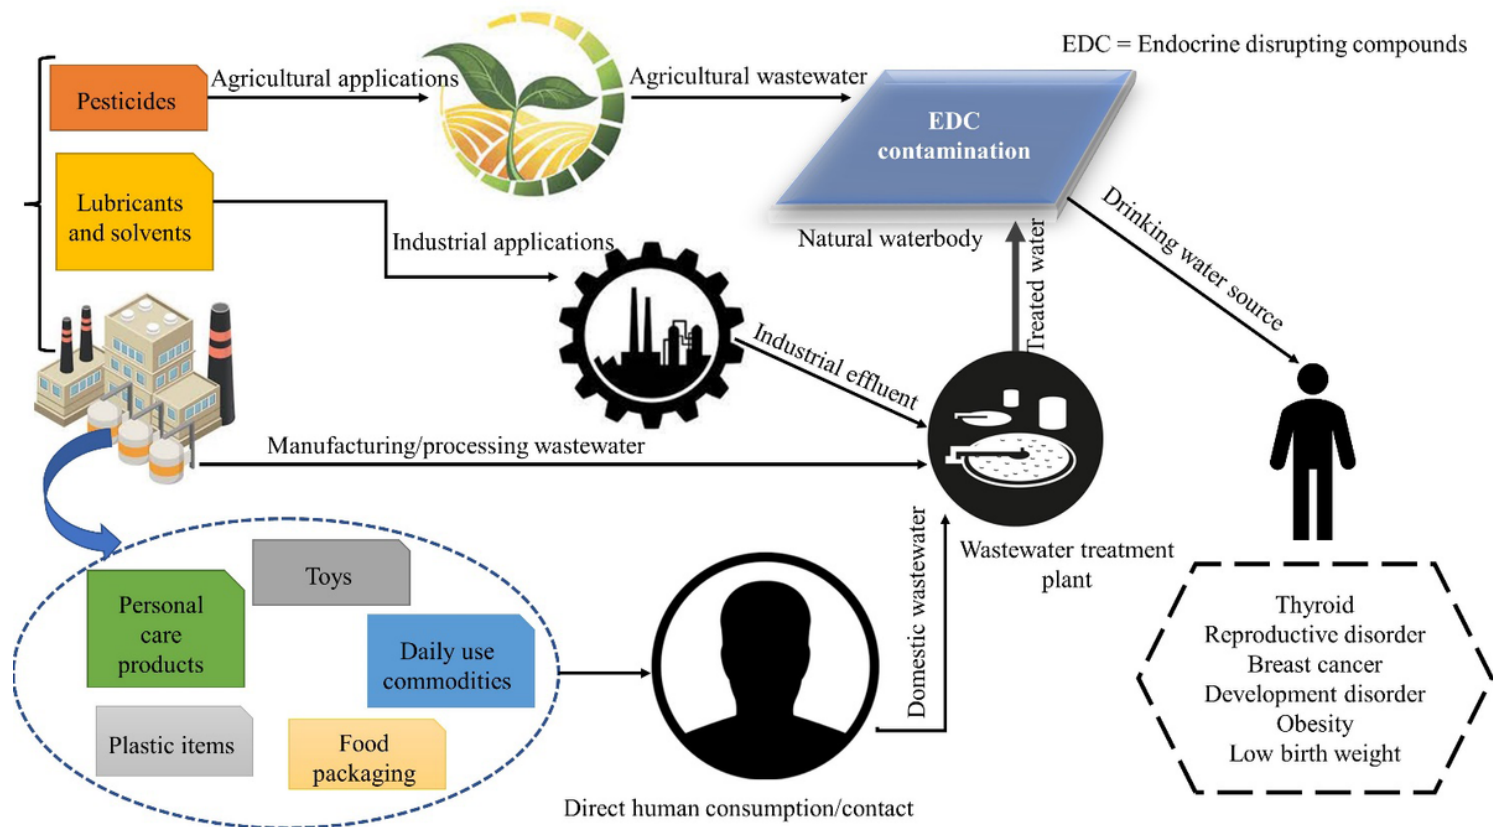 EDC = Endocrine disrupting compounds
Pesticides
Agricultural applications
Agricultural wastewater
EDC
contamination
Lubricants
and solvents
Industrial applications
Natural waterbody
Drinking water source
Treated water
Industrial effluent
Manufacturing/processing wastewater
Wastewater treatment
plant
Domestic wastewater
Toys
Personal
care
products
Daily use
commodities
Plastic items
Food
packaging
Direct human consumption/contact
Thyroid
Reproductive disorder
Breast cancer
Development disorder
Obesity
Low birth weight